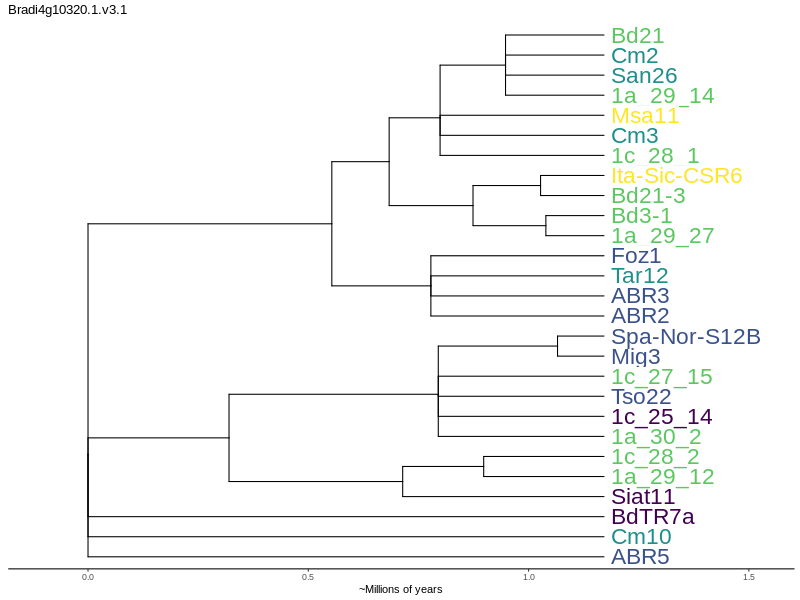 Bradi4g10320.1.v3.1
Bd21
Cm2
San26
1a_29_14
Msa11
Cm3
1c_28_1
Ita-Sic-CSR6
Bd21-3
Bd3-1
1a_29_27
Foz1
Tar12
ABR3
ABR2
Spa-Nor-S12B
Mig3
1c_27_15
Tso22
1c_25_14
1a_30_2
1c_28_2
1a_29_12
Siat11
BdTR7a
Cm10
ABR5
0.0 0.5 1.0 1.5
~Millions of years